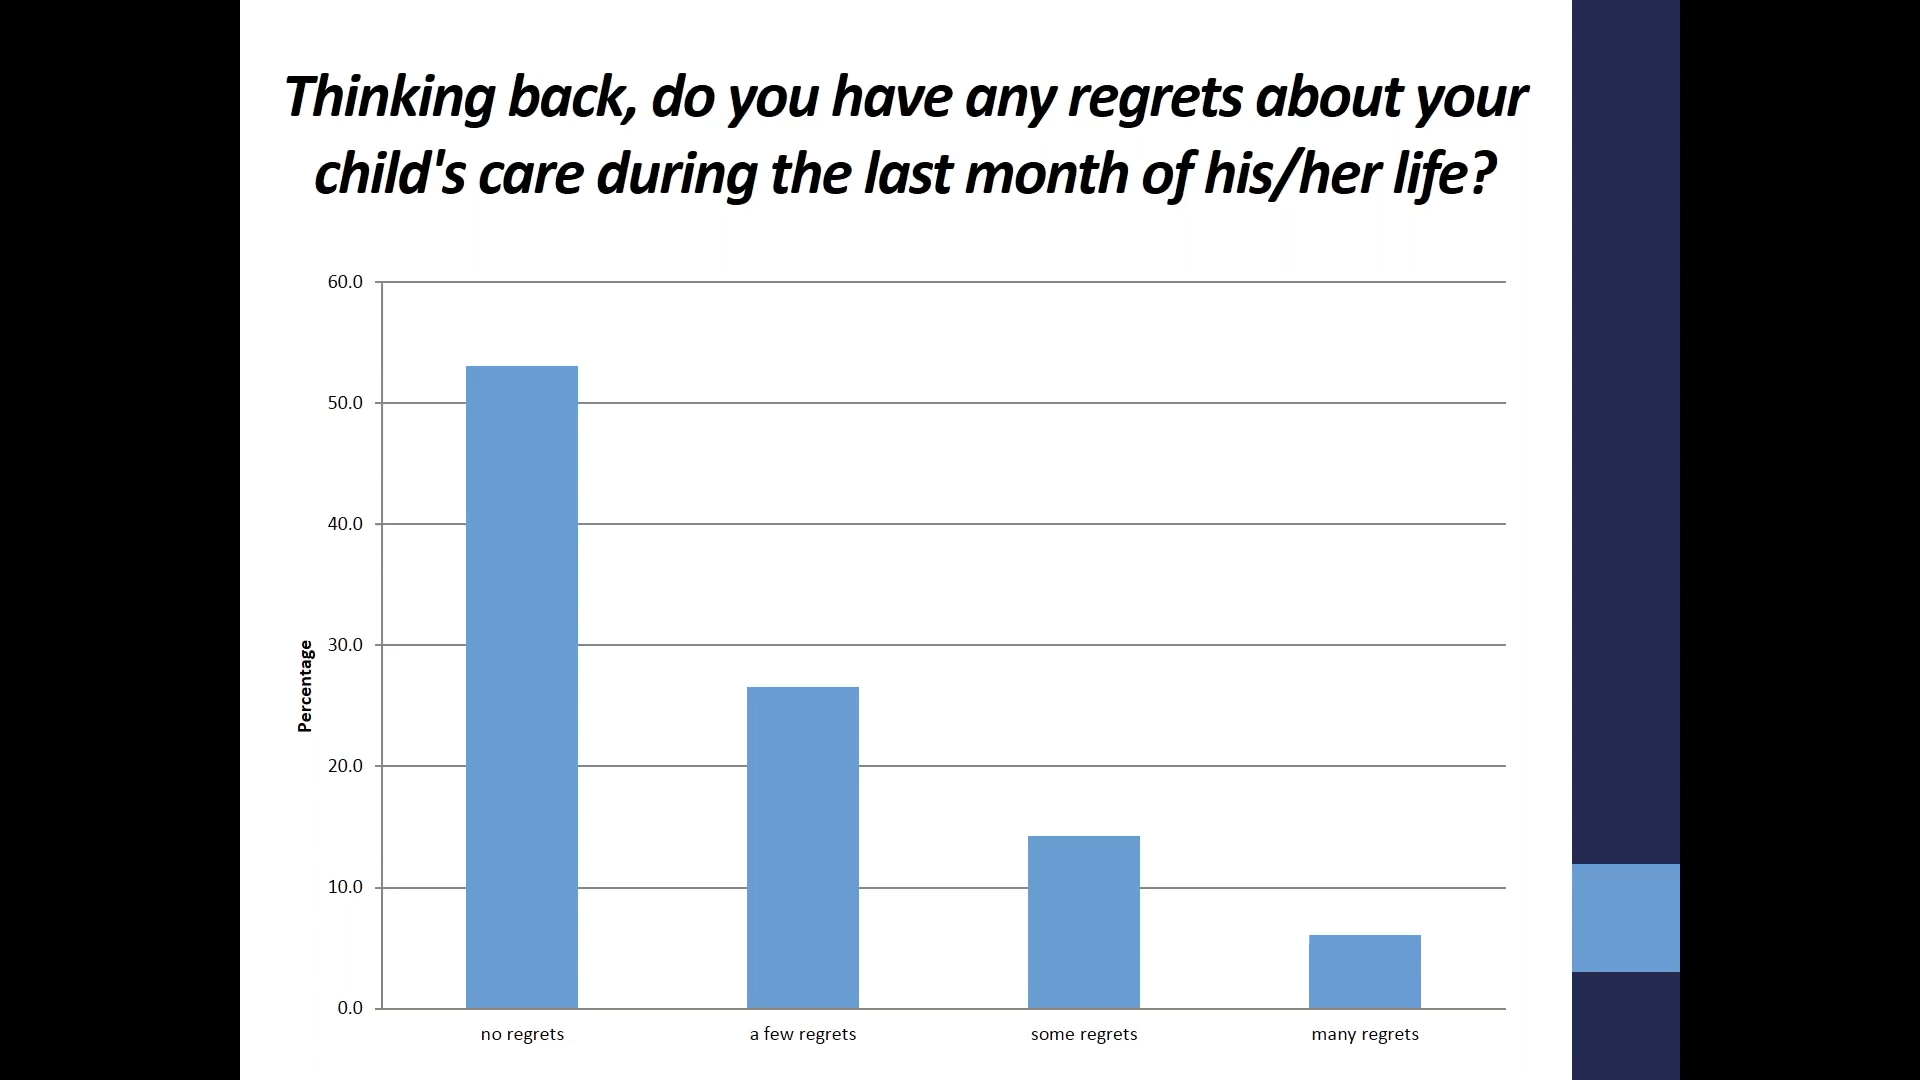 Thinking back, do you have any regrets about your
child's care during the last month of his/her life?
60.0
50.0
40.0
30.0
20.0
10.0
0.0
Percentage
no regrets
a few regrets
some regrets
many regrets